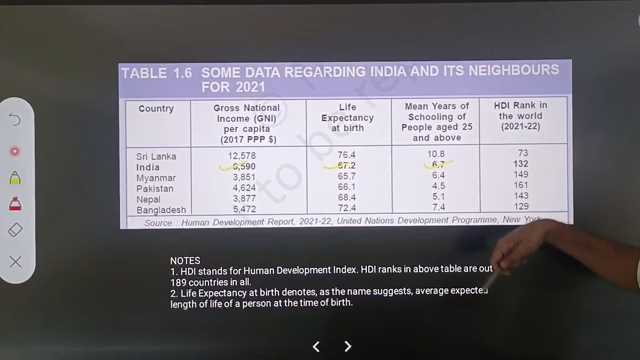 TABLE 1.6 SOME DATA REGARDING INDIA AND ITS NEIGHBOURS
FOR 2021
Country Gross National Income (GNI) per capita (2017 PPP $) Life Expectancy at birth Mean Years of Schooling of People aged 25 and above HDI Rank in the world (2021-22)
Sri Lanka 12,578 76.4 10.8 73
India 6,590 67.2 6.7 132
Myanmar 3,851 65.7 6.4 149
Pakistan 4,624 66.1 4.5 161
Nepal 3,877 68.4 5.1 143
Bangladesh 5,472 72.4 7.4 129
Source : Human Development Report, 2021-22, United Nations Development Programme, New York
NOTES
1. HDI stands for Human Development Index. HDI ranks in above table are out
189 countries in all.
2. Life Expectancy at birth denotes, as the name suggests, average expected
length of life of a person at the time of birth.
to be re